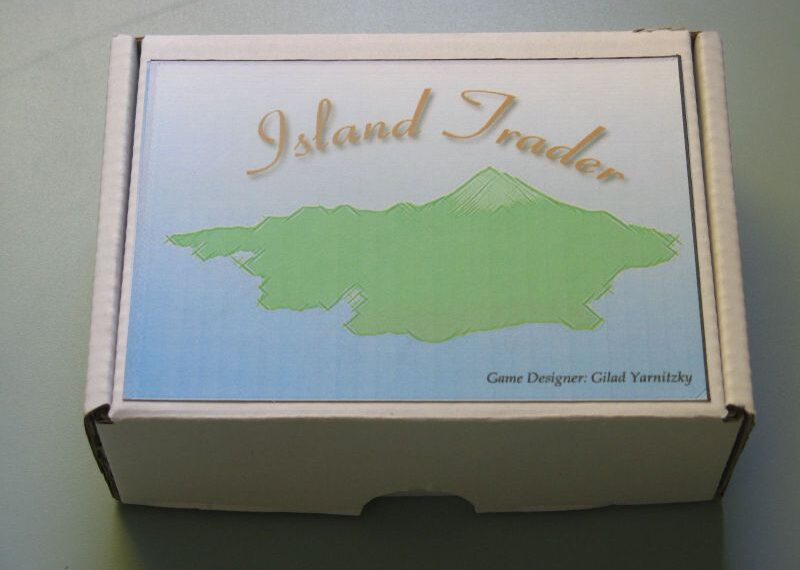 Island Trader
Game Designer: Gilad Yarnitzky